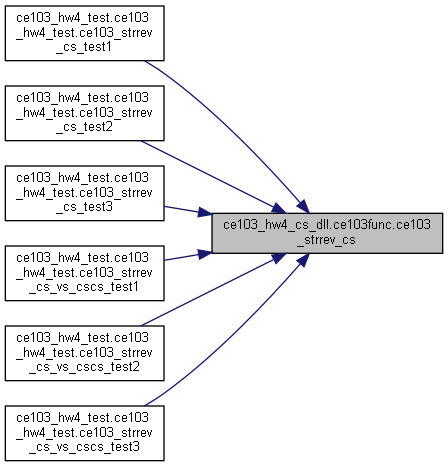 ce103_hw4_test.ce103
_hw4_test.ce103_strrev
_cs_test1
ce103_hw4_test.ce103
_hw4_test.ce103_strrev
_cs_test2
ce103_hw4_test.ce103
_hw4_test.ce103_strrev
_cs_test3
ce103_hw4_cs_dll.ce103func.ce103
_strrev_cs
ce103_hw4_test.ce103
_hw4_test.ce103_strrev
_cs_vs_cscs_test1
ce103_hw4_test.ce103
_hw4_test.ce103_strrev
_cs_vs_cscs_test2
ce103_hw4_test.ce103
_hw4_test.ce103_strrev
_cs_vs_cscs_test3